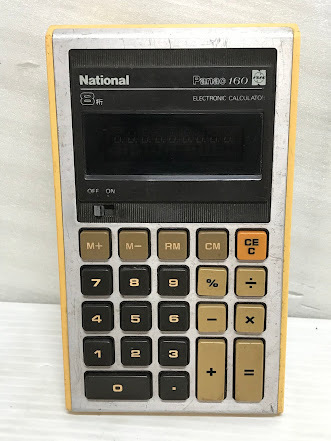 National Panac 160
8桁 ELECTRONIC CALCULATOR
OFF ON
M+ M− RM CM CE C
7 8 9 % ÷
4 5 6 − ×
1 2 3 + =
0 .